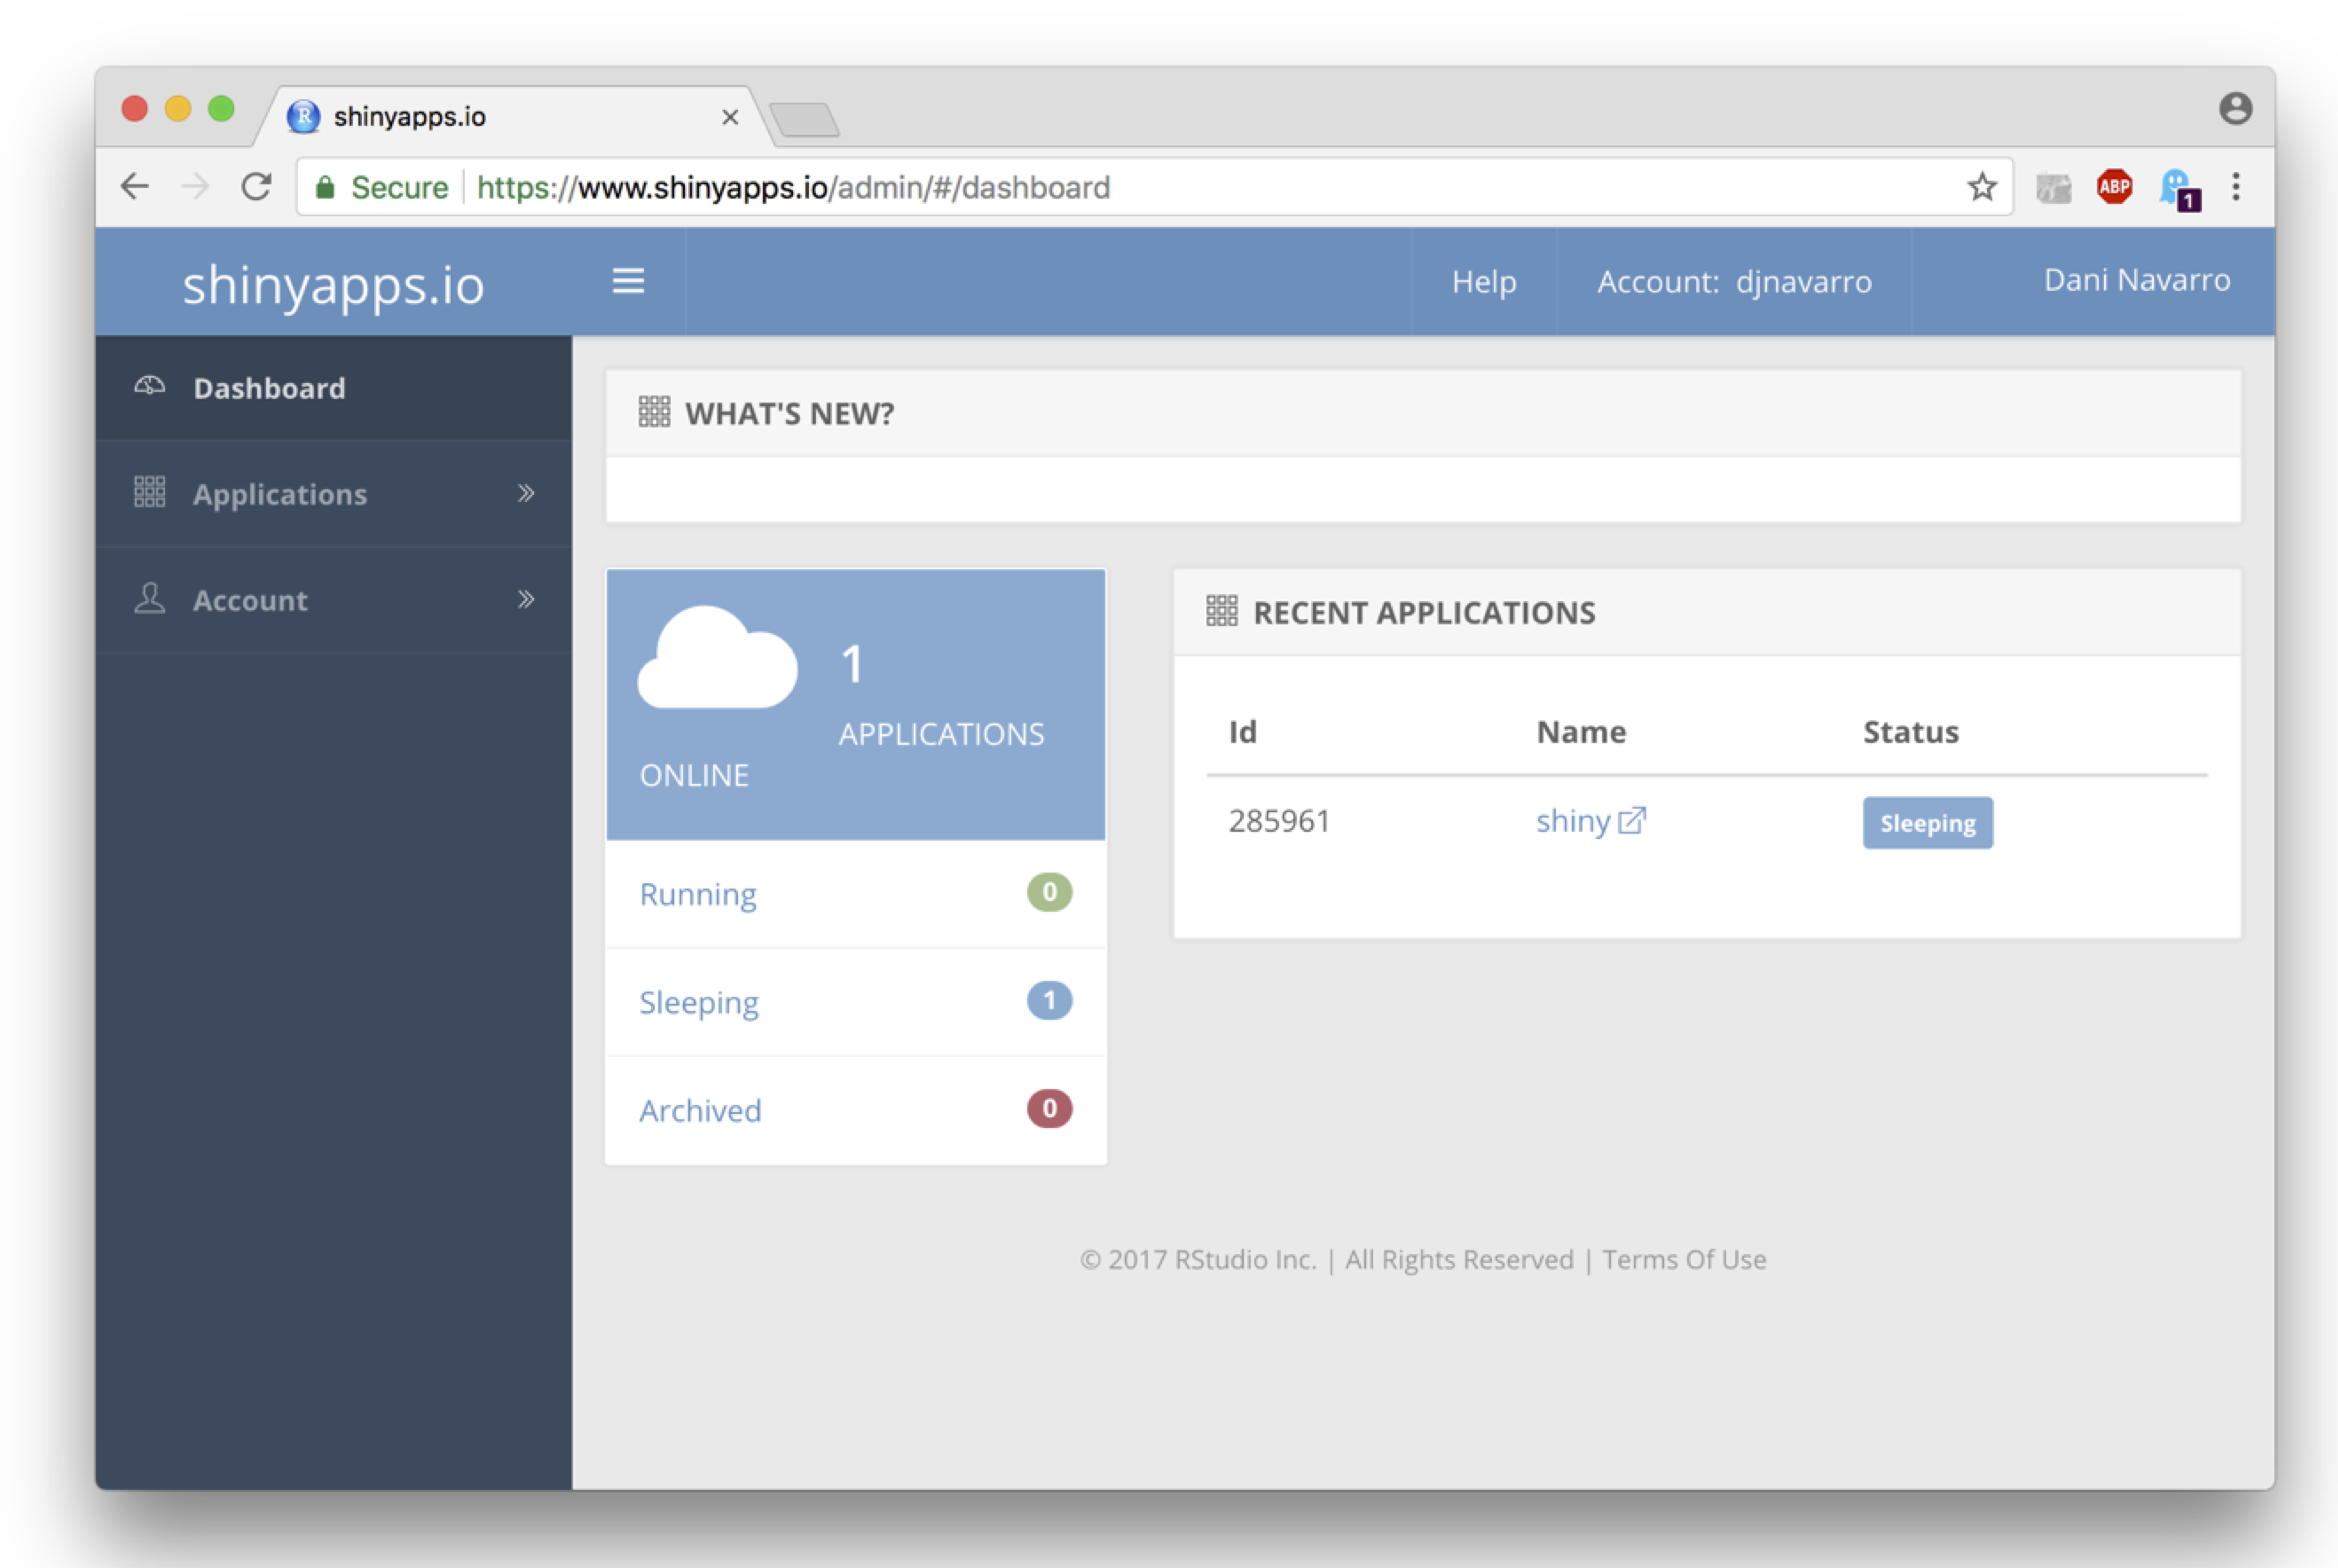 shinyapps.io
Secure https://www.shinyapps.io/admin/#/dashboard
ABP
1
shinyapps.io
Help
Account: djnavarro
Dani Navarro
Dashboard
Applications
Account
WHAT'S NEW?
1
APPLICATIONS
ONLINE
Running 0
Sleeping 1
Archived 0
RECENT APPLICATIONS
Id Name Status
285961 shiny Sleeping
© 2017 RStudio Inc. | All Rights Reserved | Terms Of Use